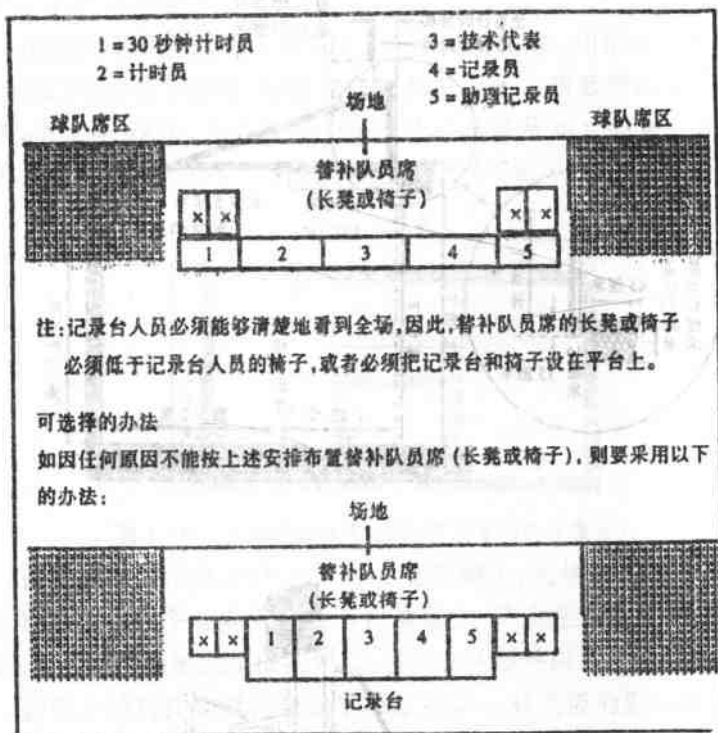 1=30秒钟计时员
2=计时员
3=技术代表
4=记录员
5=助理记录员
场地
球队席区
球队席区
替补队员席
(长凳或椅子)
× × × ×
1 2 3 4 5
注:记录台人员必须能够清楚地看到全场,因此,替补队员席的长凳或椅子
必须低于记录台人员的椅子,或者必须把记录台和椅子设在平台上。
可选择的办法
如因任何原因不能按上述安排布置替补队员席(长凳或椅子),则要采用以下
的办法:
场地
替补队员席
(长凳或椅子)
× × 1 2 3 4 5 × ×
记录台